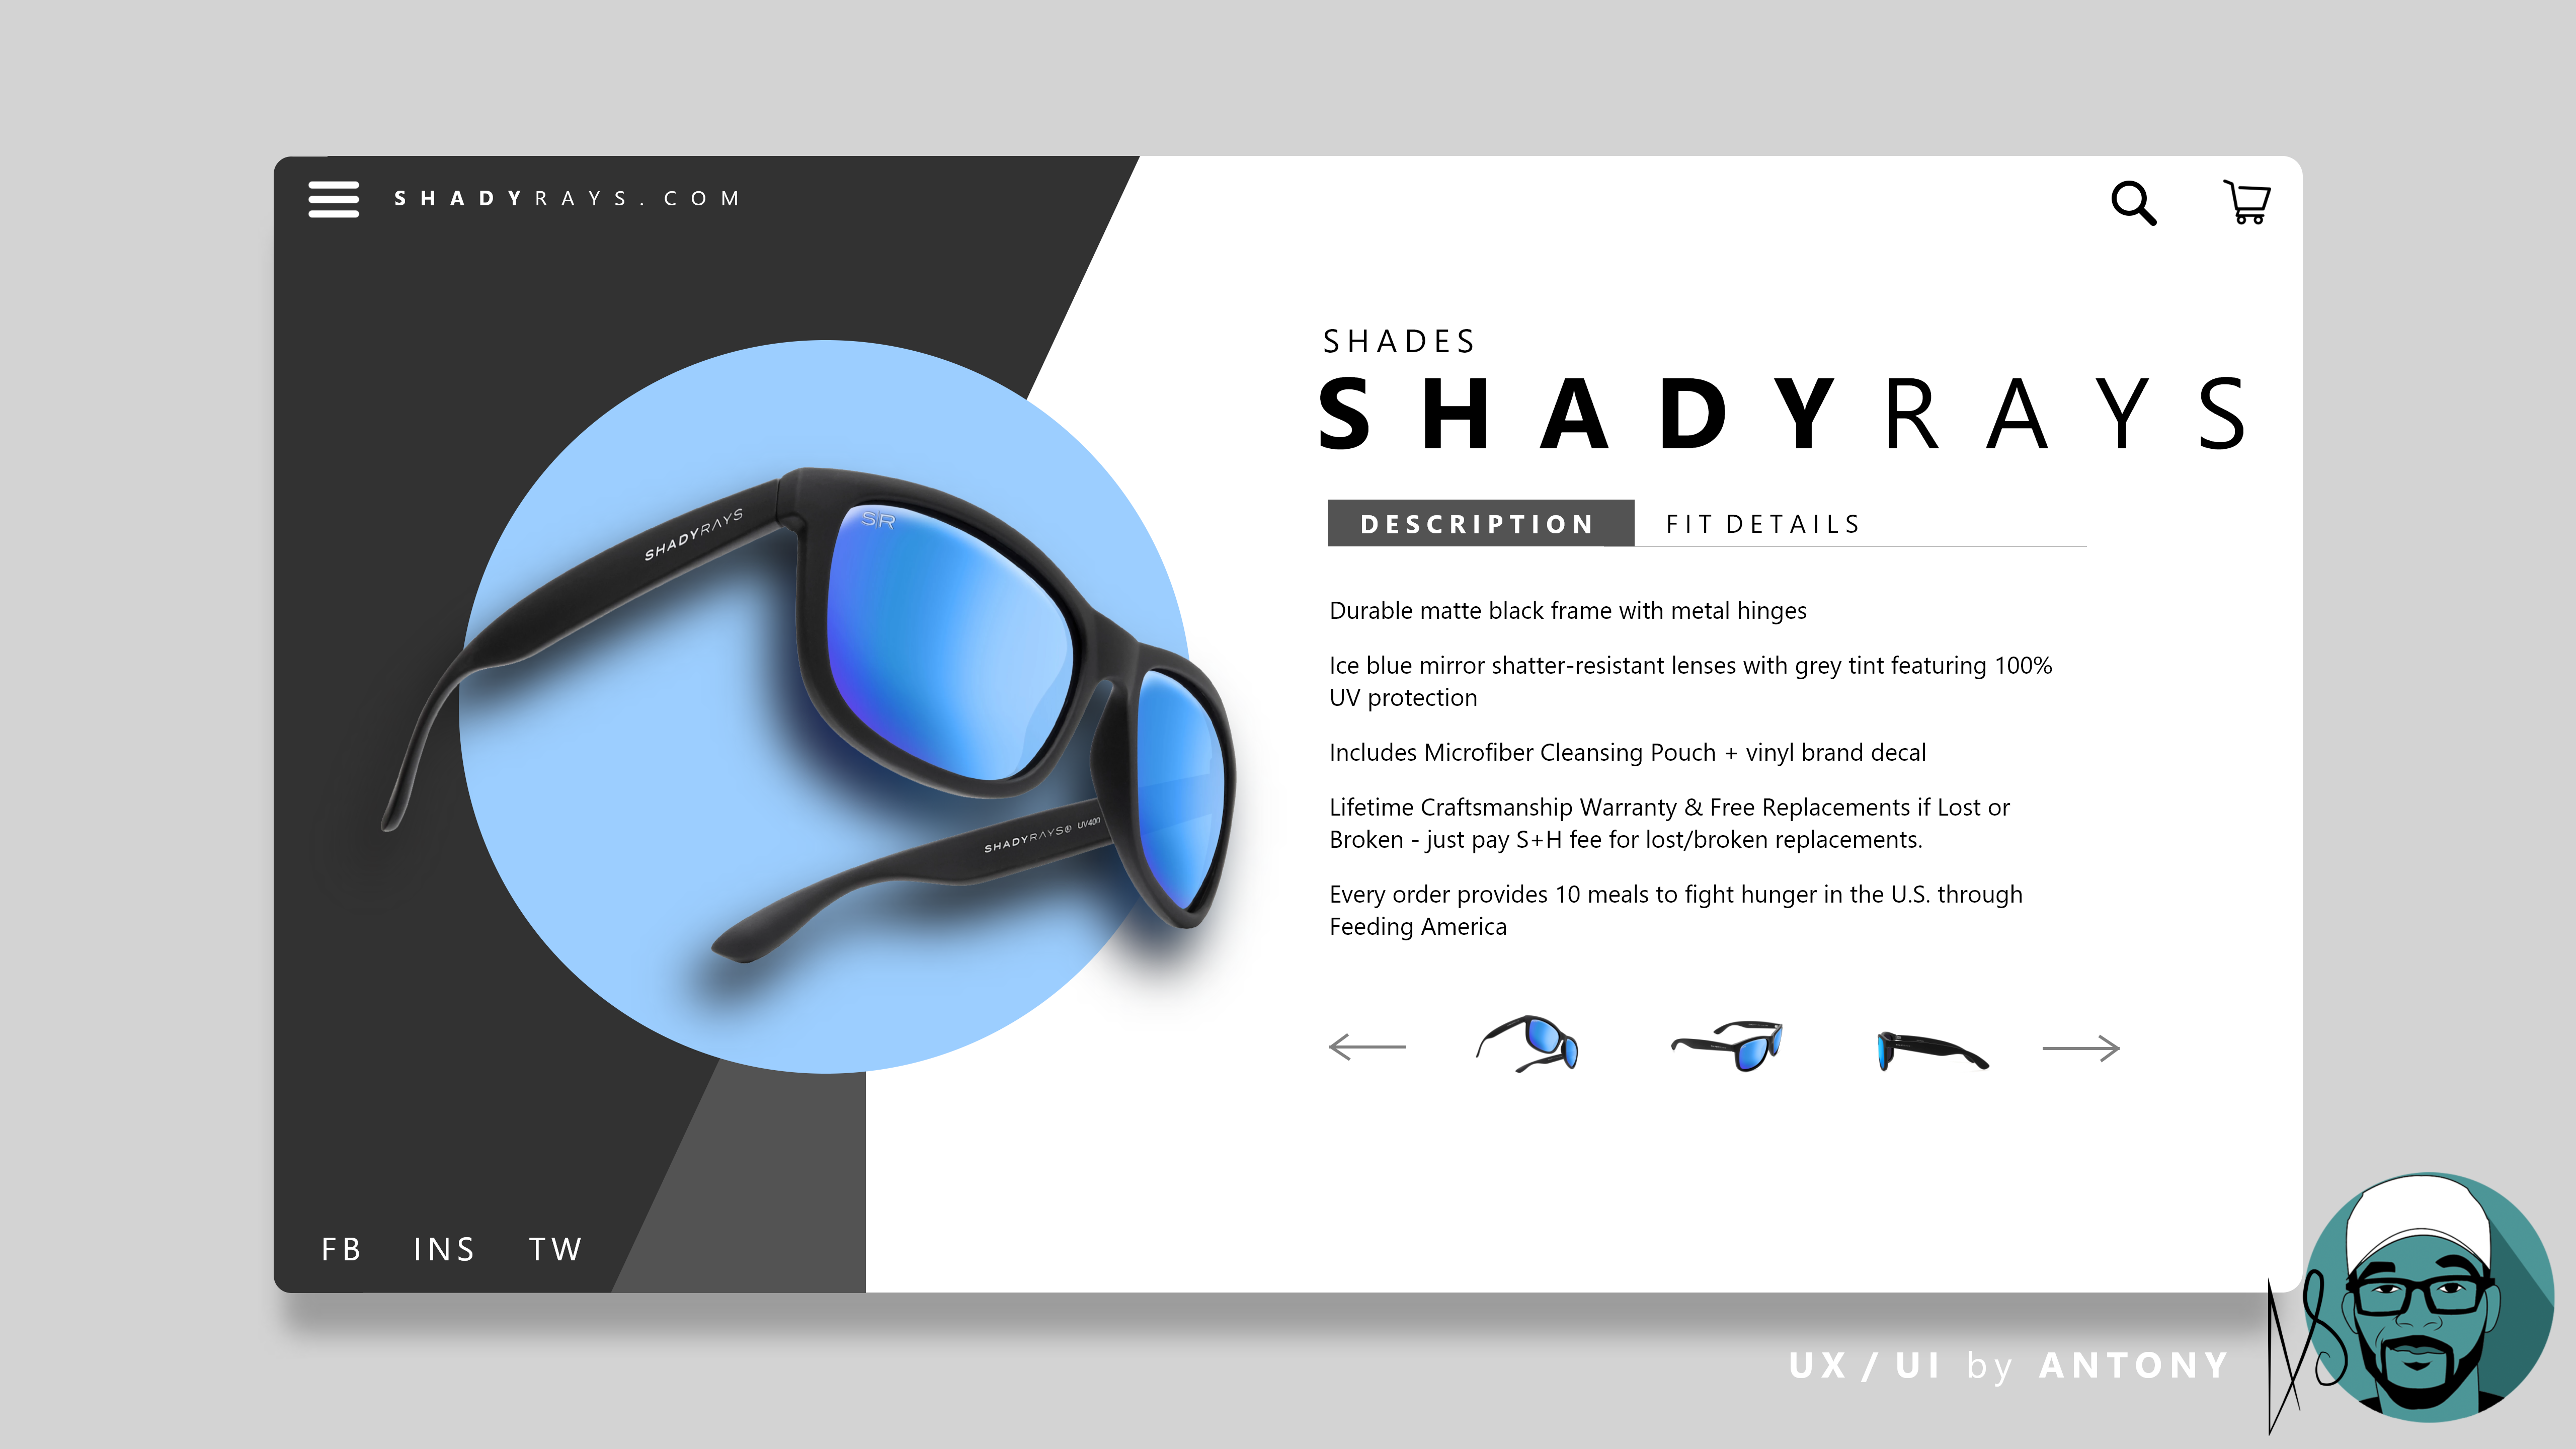 SHADYRAYS.COM
SHADES
SHADYRAYS
DESCRIPTION
FIT DETAILS
SHADYRAYS
SR
SHADYRAYS® UV400
Durable matte black frame with metal hinges
Ice blue mirror shatter-resistant lenses with grey tint featuring 100%
UV protection
Includes Microfiber Cleansing Pouch + vinyl brand decal
Lifetime Craftsmanship Warranty & Free Replacements if Lost or
Broken - just pay S+H fee for lost/broken replacements.
Every order provides 10 meals to fight hunger in the U.S. through
Feeding America
FB INS TW
UX / UI by ANTONY